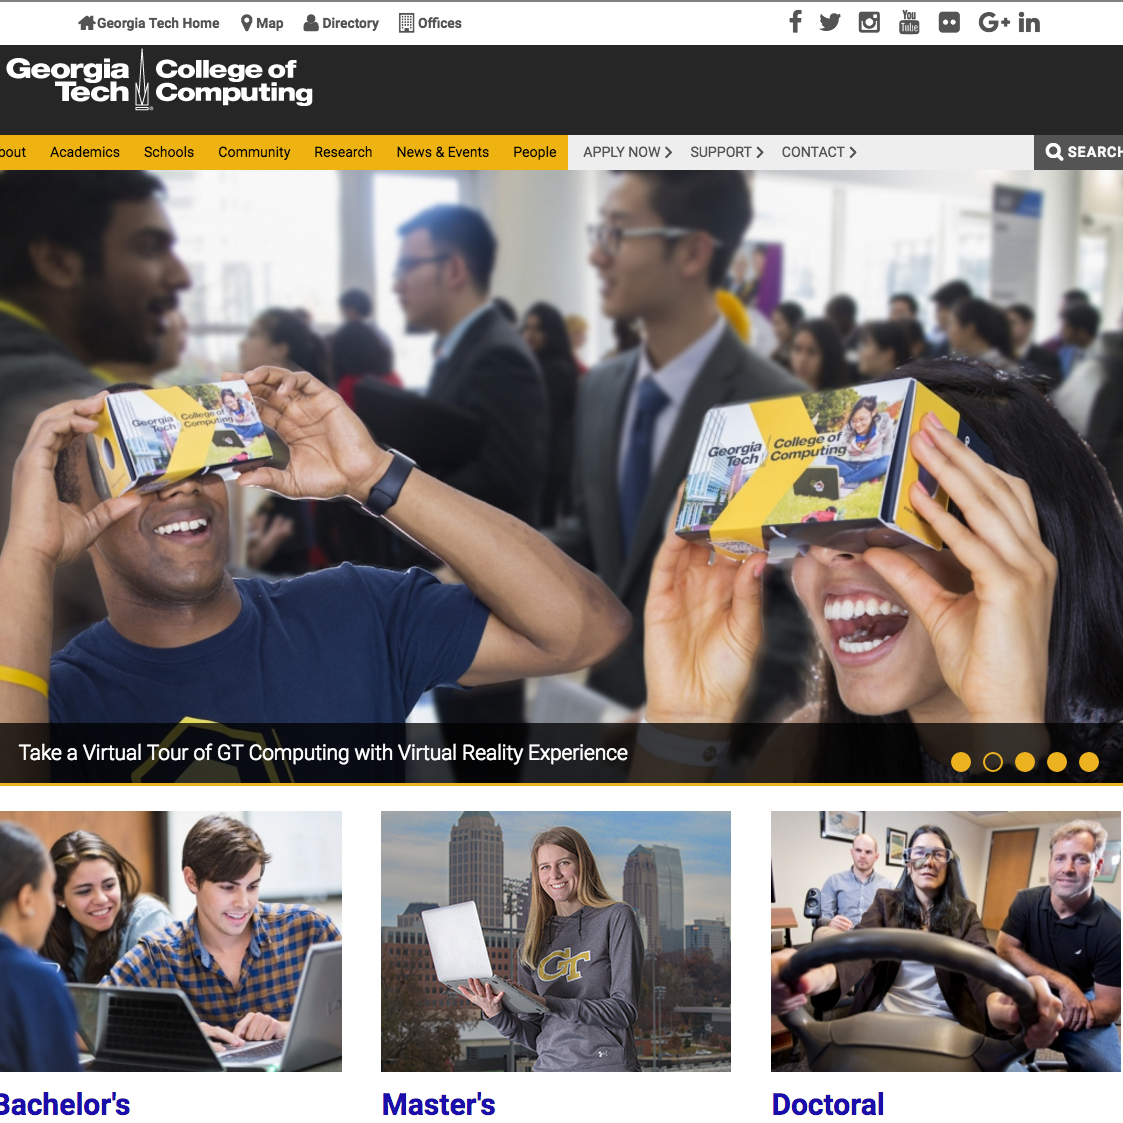 Georgia Tech Home Map Directory Offices
You
Tube
G+ in
Georgia College of
Tech Computing
bout Academics Schools Community Research News & Events People APPLY NOW SUPPORT CONTACT SEARCH
Georgia College of
Tech Computing
Georgia College of
Tech Computing
Take a Virtual Tour of GT Computing with Virtual Reality Experience
GT
Bachelor's Master's Doctoral